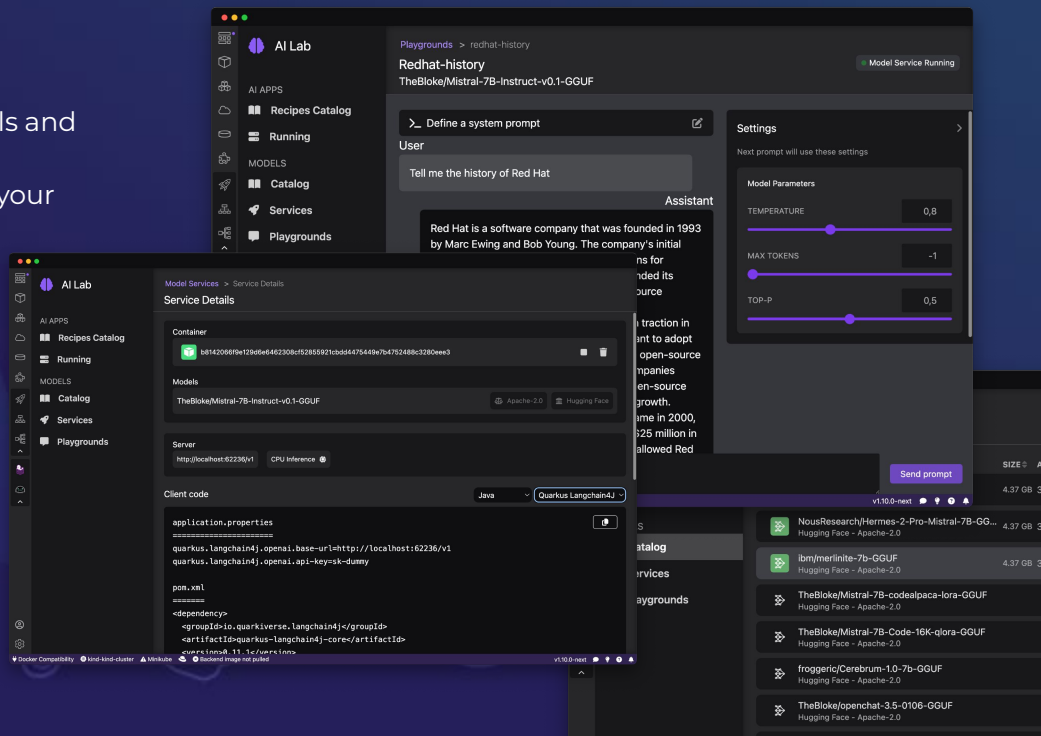 ls and
your
AI Lab
AI APPS
Recipes Catalog
Running
MODELS
Catalog
Services
Playgrounds
Playgrounds > redhat-history
Redhat-history
TheBloke/Mistral-7B-Instruct-v0.1-GGUF
Model Service Running
>_ Define a system prompt
User
Tell me the history of Red Hat
Assistant
Red Hat is a software company that was founded in 1993
by Marc Ewing and Bob Young. The company's initial
ns for
nded its
ource
traction in
ant to adopt
open-source
mpanies
en-source
growth.
ame in 2000,
$25 million in
allowed Red
Settings
Next prompt will use these settings
Model Parameters
TEMPERATURE 0,8
MAX TOKENS -1
TOP-P 0,5
Send prompt
v1.10.0-next
AI Lab
AI APPS
Recipes Catalog
Running
MODELS
Catalog
Services
Playgrounds
Model Services > Service Details
Service Details
Container
b8142066f9e129d6e6462308cf52855921cbdd4475449e7b4752488c3280eee3
Models
TheBloke/Mistral-7B-Instruct-v0.1-GGUF Apache-2.0 Hugging Face
Server
http://localhost:62236/v1 CPU Inference
Client code Java Quarkus Langchain4J
application.properties
======================
quarkus.langchain4j.openai.base-url=http://localhost:62236/v1
quarkus.langchain4j.openai.api-key=sk-dummy
pom.xml
=======
<dependency>
<groupId>io.quarkiverse.langchain4j</groupId>
<artifactId>quarkus-langchain4j-core</artifactId>
<version>0.11.1</version>
Docker Compatibility kind-kind-cluster Minikube Backend image not pulled v1.10.0-next
S
atalog
ervices
aygrounds
SIZE A
4.37 GB 3
NousResearch/Hermes-2-Pro-Mistral-7B-GG... 4.37 GB 3
Hugging Face - Apache-2.0
ibm/merlinite-7b-GGUF 4.37 GB 3
Hugging Face - Apache-2.0
TheBloke/Mistral-7B-codealpaca-lora-GGUF
Hugging Face - Apache-2.0
TheBloke/Mistral-7B-Code-16K-qlora-GGUF
Hugging Face - Apache-2.0
froggeric/Cerebrum-1.0-7b-GGUF
Hugging Face - Apache-2.0
TheBloke/openchat-3.5-0106-GGUF
Hugging Face - Apache-2.0